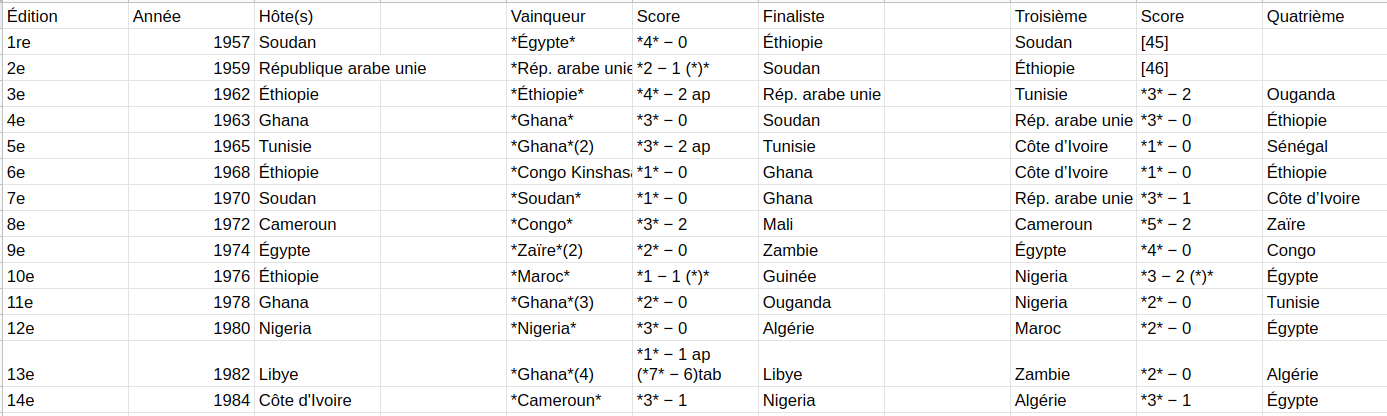 Édition Année Hôte(s) Vainqueur Score Finaliste Troisième Score Quatrième
1re 1957 Soudan *Égypte* *4* − 0 Éthiopie Soudan [45]
2e 1959 République arabe unie *Rép. arabe unie *2 − 1 (*)* Soudan Éthiopie [46]
3e 1962 Éthiopie *Éthiopie* *4* − 2 ap Rép. arabe unie Tunisie *3* − 2 Ouganda
4e 1963 Ghana *Ghana* *3* − 0 Soudan Rép. arabe unie *3* − 0 Éthiopie
5e 1965 Tunisie *Ghana*(2) *3* − 2 ap Tunisie Côte d’Ivoire *1* − 0 Sénégal
6e 1968 Éthiopie *Congo Kinshasa *1* − 0 Ghana Côte d’Ivoire *1* − 0 Éthiopie
7e 1970 Soudan *Soudan* *1* − 0 Ghana Rép. arabe unie *3* − 1 Côte d’Ivoire
8e 1972 Cameroun *Congo* *3* − 2 Mali Cameroun *5* − 2 Zaïre
9e 1974 Égypte *Zaïre*(2) *2* − 0 Zambie Égypte *4* − 0 Congo
10e 1976 Éthiopie *Maroc* *1 − 1 (*)* Guinée Nigeria *3 − 2 (*)* Égypte
11e 1978 Ghana *Ghana*(3) *2* − 0 Ouganda Nigeria *2* − 0 Tunisie
12e 1980 Nigeria *Nigeria* *3* − 0 Algérie Maroc *2* − 0 Égypte
*1* − 1 ap
13e 1982 Libye *Ghana*(4) (*7* − 6)tab Libye Zambie *2* − 0 Algérie
14e 1984 Côte d'Ivoire *Cameroun* *3* − 1 Nigeria Algérie *3* − 1 Égypte